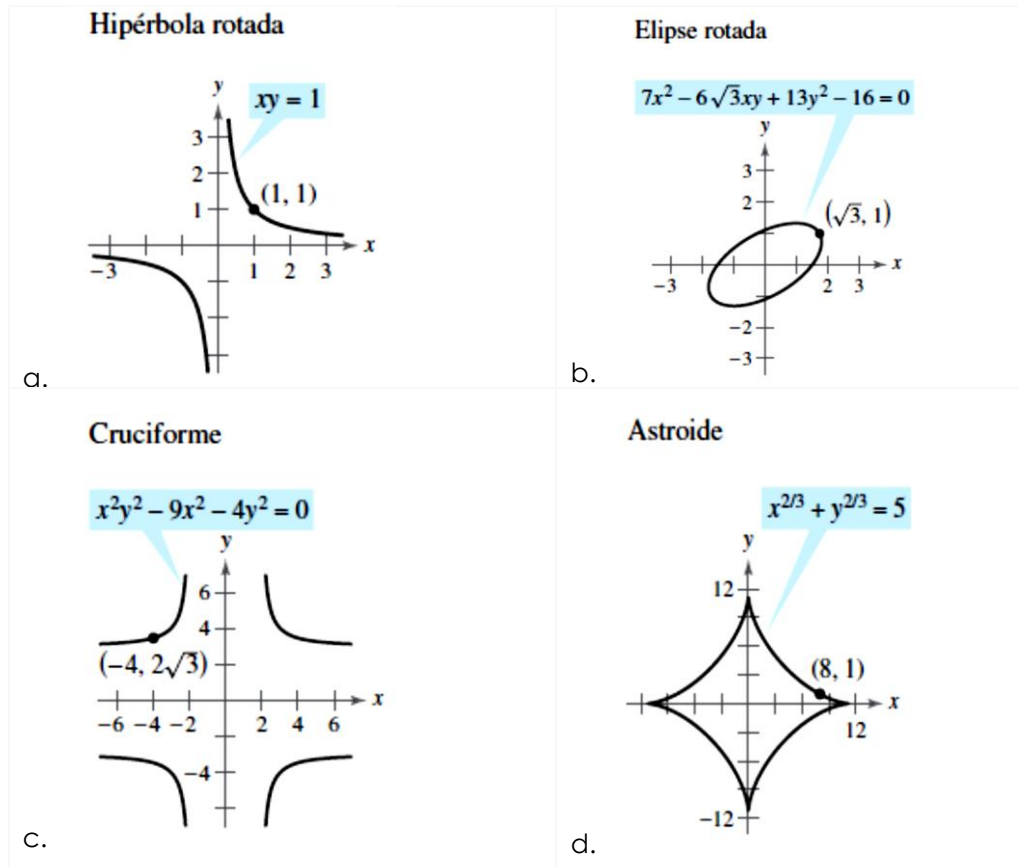 Hipérbola rotada
y
xy = 1
3
2
1
(1, 1)
x
−3
1 2 3
a.
Elipse rotada
7x² – 6√3xy + 13y² – 16 = 0
y
3
2
(√3, 1)
x
−3
2 3
−2
−3
b.
Cruciforme
x²y² – 9x² – 4y² = 0
y
6
4
(−4, 2√3)
x
−6 −4 −2 2 4 6
−4
c.
Astroide
x^2/3 + y^2/3 = 5
y
12
(8, 1)
x
12
−12
d.